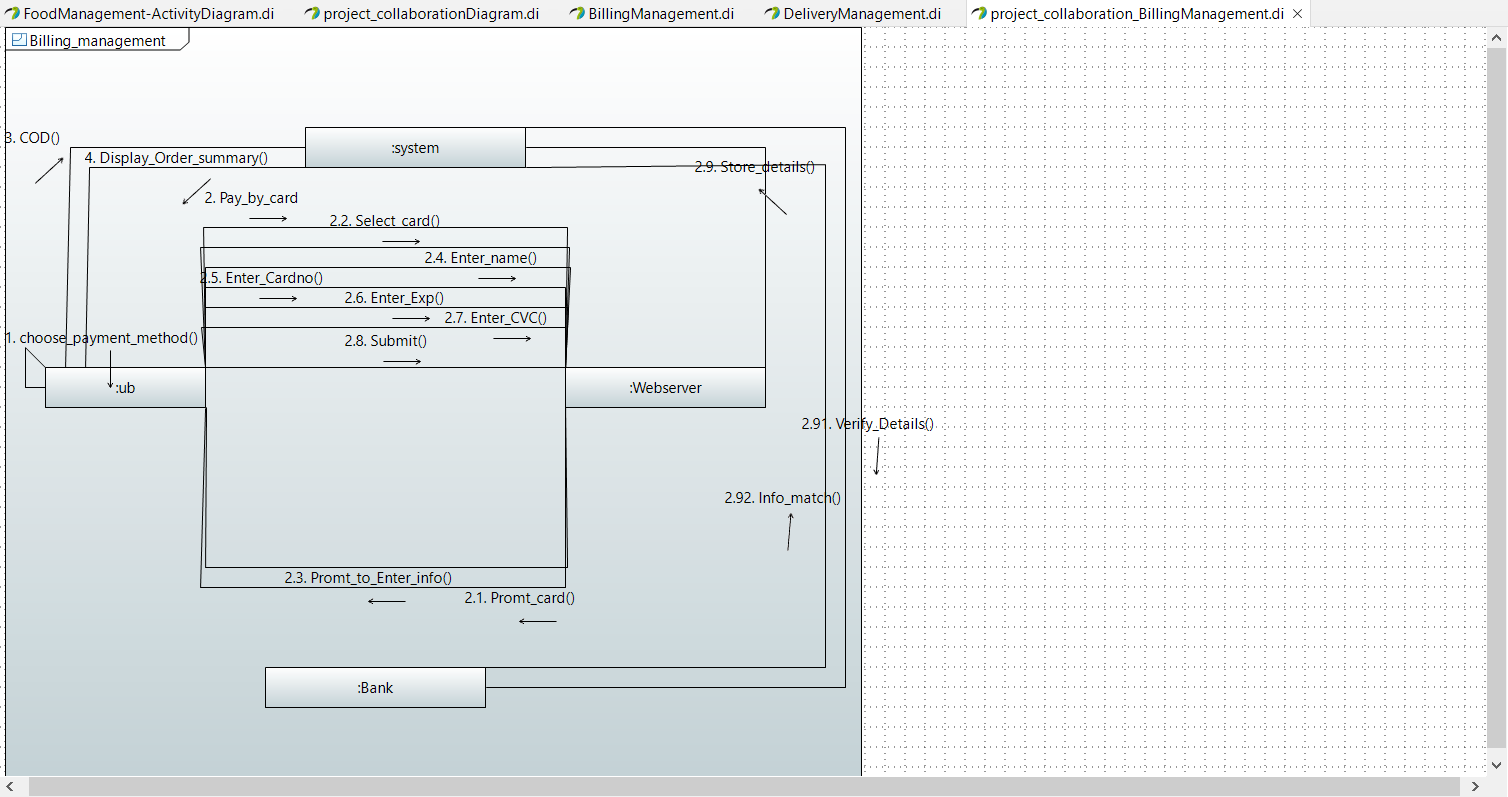 FoodManagement-ActivityDiagram.di project_collaborationDiagram.di BillingManagement.di DeliveryManagement.di project_collaboration_BillingManagement.di
Billing_management
3. COD()
:system
4. Display_Order_summary()
2.9. Store_details()
2. Pay_by_card
2.2. Select_card()
2.4. Enter_name()
2.5. Enter_Cardno()
2.6. Enter_Exp()
2.7. Enter_CVC()
1. choose_payment_method()
2.8. Submit()
:ub
:Webserver
2.91. Verify_Details()
2.92. Info_match()
2.3. Promt_to_Enter_info()
2.1. Promt_card()
:Bank